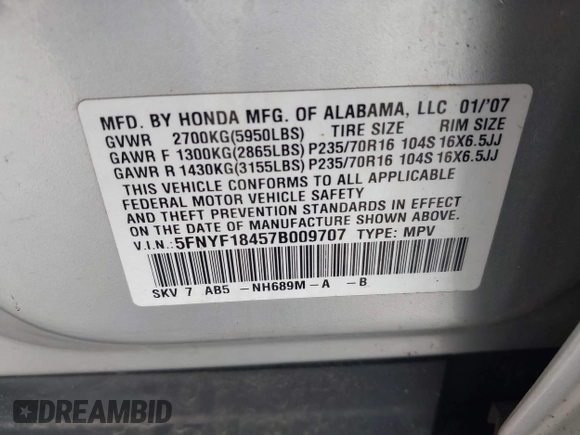 MFD. BY HONDA MFG. OF ALABAMA, LLC 01/'07
GVWR 2700KG(5950LBS) TIRE SIZE RIM SIZE
GAWR F 1300KG(2865LBS) P235/70R16 104S 16X6.5JJ
GAWR R 1430KG(3155LBS) P235/70R16 104S 16X6.5JJ
THIS VEHICLE CONFORMS TO ALL APPLICABLE
FEDERAL MOTOR VEHICLE SAFETY
AND THEFT PREVENTION STANDARDS IN EFFECT
ON THE DATE OF MANUFACTURE SHOWN ABOVE.
V.I.N.: 5FNYF18457B009707 TYPE: MPV
SKV 7 AB5 -NH689M-A -B
DREAMBID